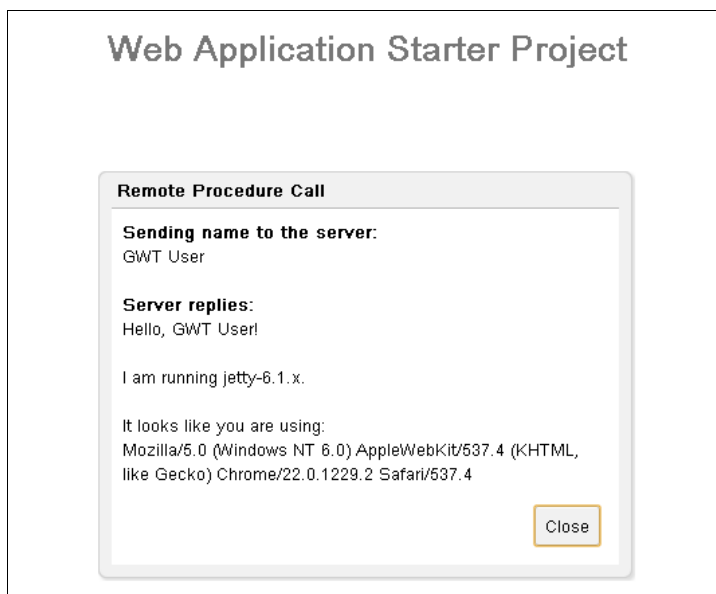 Web Application Starter Project
Remote Procedure Call
Sending name to the server:
GWT User
Server replies:
Hello, GWT User!
I am running jetty-6.1.x.
It looks like you are using:
Mozilla/5.0 (Windows NT 6.0) AppleWebKit/537.4 (KHTML,
like Gecko) Chrome/22.0.1229.2 Safari/537.4
Close